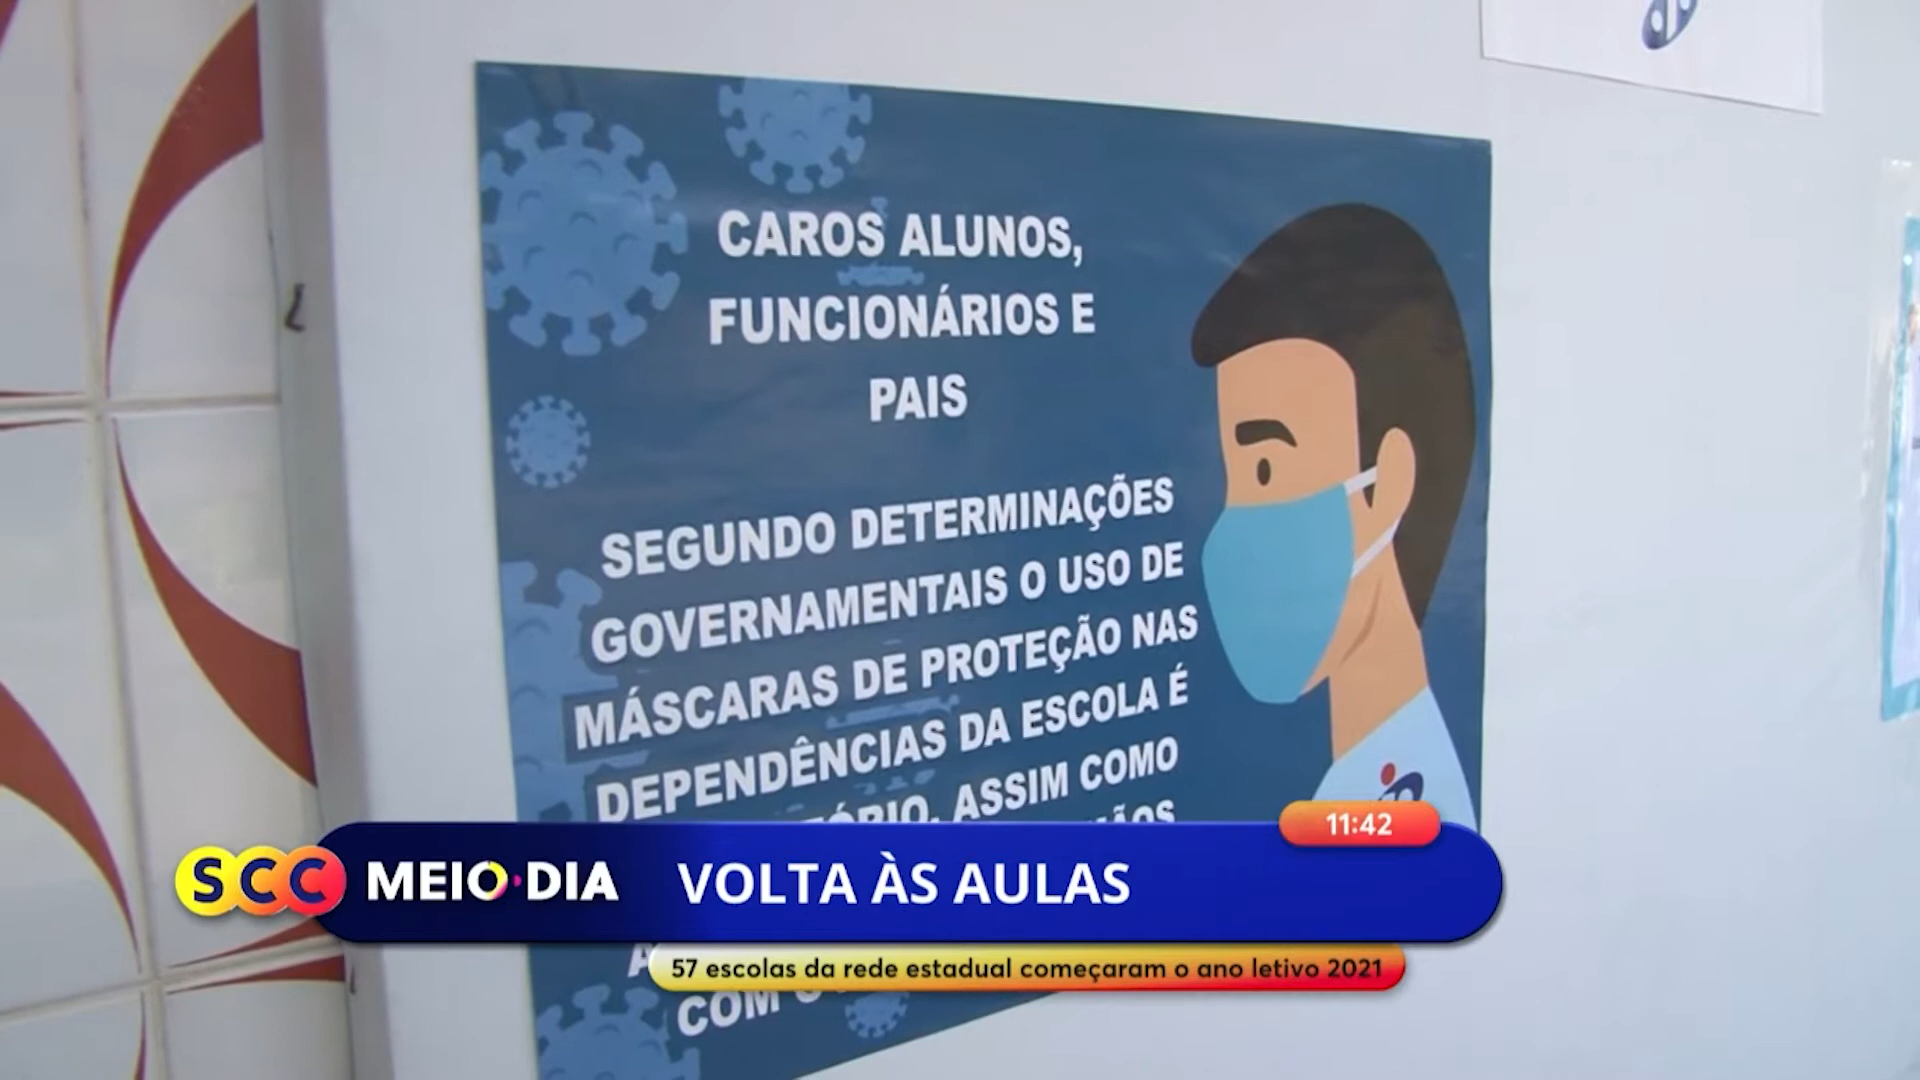 CAROS ALUNOS,
FUNCIONÁRIOS E
PAIS
SEGUNDO DETERMINAÇÕES
GOVERNAMENTAIS O USO DE
MÁSCARAS DE PROTEÇÃO NAS
DEPENDÊNCIAS DA ESCOLA É
ASSIM COMO
11:42
SCC MEIO DIA VOLTA ÀS AULAS
57 escolas da rede estadual começaram o ano letivo 2021
COM